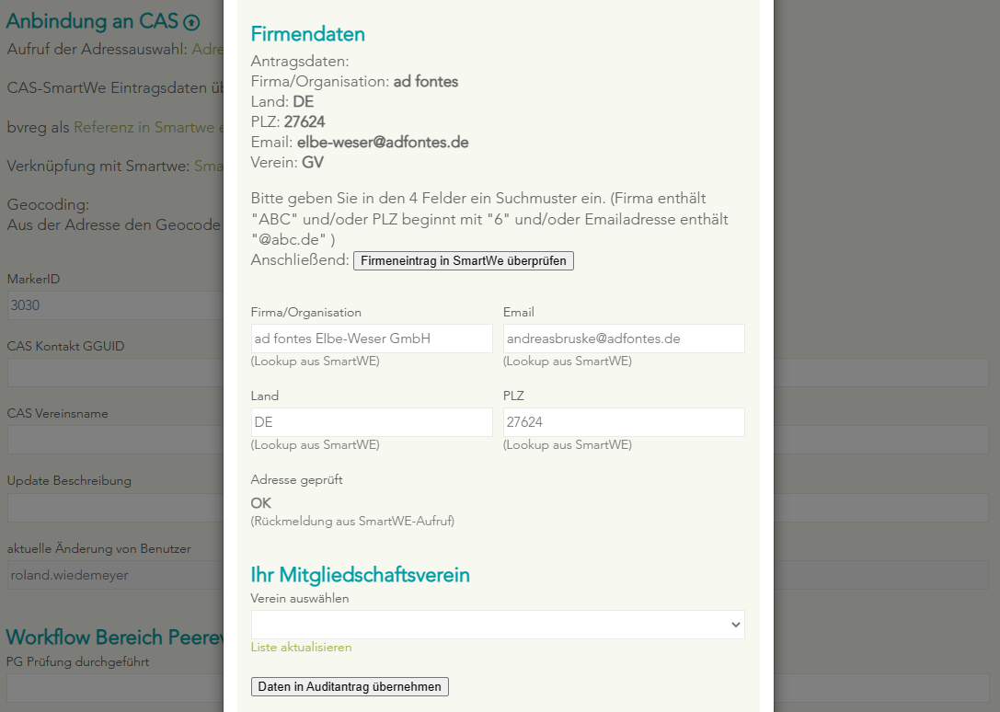 Anbindung an CAS
Aufruf der Adressauswahl:
CAS-SmartWe Eintragsdaten
bvreg als Referenz in Smartwe
Verknüpfung mit Smartwe:
Geocoding:
Aus der Adresse den Geocode
MarkerID
3030
CAS Kontakt GGUID
CAS Vereinsname
Update Beschreibung
aktuelle Änderung von Benutzer
roland.wiedemeyer
Workflow Bereich
PG Prüfung durchgeführt
Firmendaten
Antragsdaten:
Firma/Organisation: ad fontes
Land: DE
PLZ: 27624
Email: elbe-weser@adfontes.de
Verein: GV
Bitte geben Sie in den 4 Felder ein Suchmuster ein. (Firma enthält
"ABC" und/oder PLZ beginnt mit "6" und/oder Emailadresse enthält
"@abc.de" )
Anschließend: Firmeneintrag in SmartWe überprüfen
Firma/Organisation Email
ad fontes Elbe-Weser GmbH andreasbruske@adfontes.de
(Lookup aus SmartWE) (Lookup aus SmartWE)
Land PLZ
DE 27624
(Lookup aus SmartWE) (Lookup aus SmartWE)
Adresse geprüft
OK
(Rückmeldung aus SmartWE-Aufruf)
Ihr Mitgliedschaftsverein
Verein auswählen
Liste aktualisieren
Daten in Auditantrag übernehmen